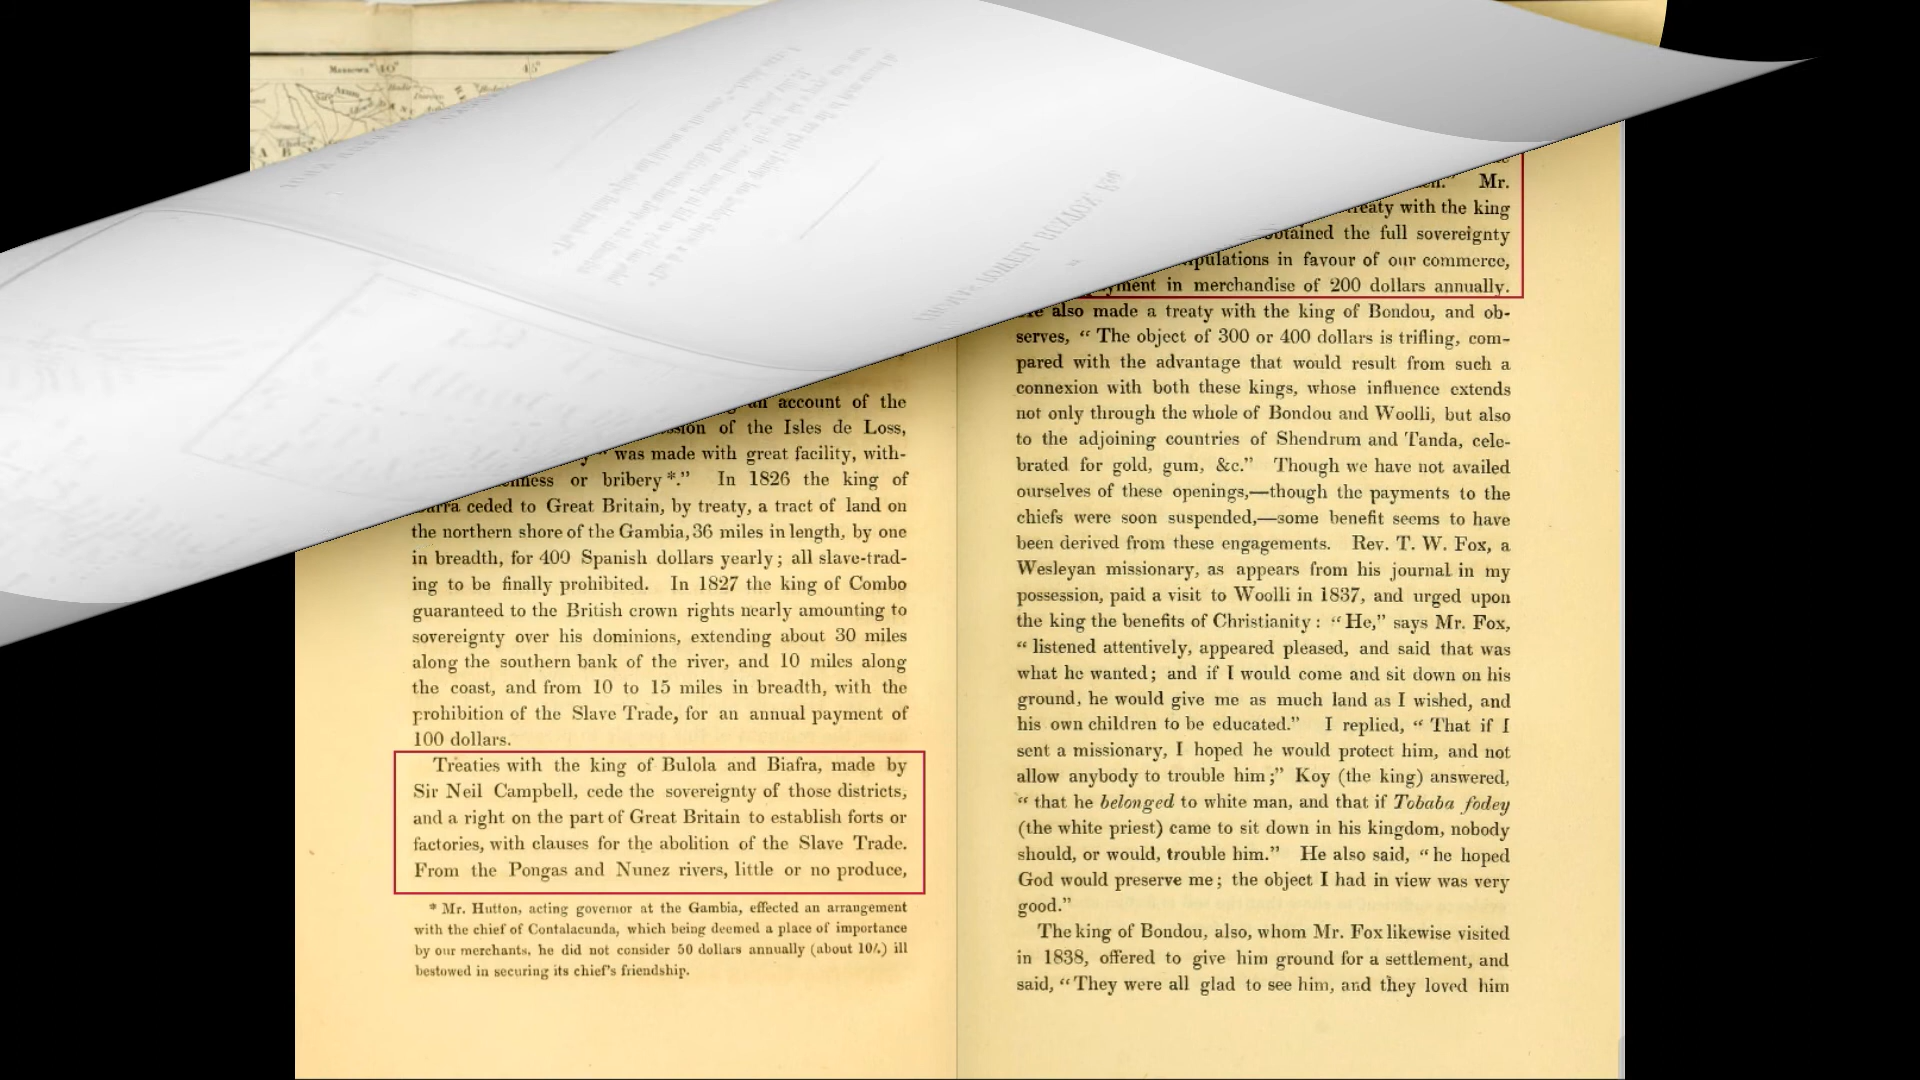 Massowa 40
45
account of the
of the Isles de Loss,
was made with great facility, with-
or bribery*." In 1826 the king of
ceded to Great Britain, by treaty, a tract of land on
the northern shore of the Gambia, 36 miles in length, by one
in breadth, for 400 Spanish dollars yearly; all slave-trad-
ing to be finally prohibited. In 1827 the king of Combo
guaranteed to the British crown rights nearly amounting to
sovereignty over his dominions, extending about 30 miles
along the southern bank of the river, and 10 miles along
the coast, and from 10 to 15 miles in breadth, with the
prohibition of the Slave Trade, for an annual payment of
100 dollars.
Treaties with the king of Bulola and Biafra, made by
Sir Neil Campbell, cede the sovereignty of those districts,
and a right on the part of Great Britain to establish forts or
factories, with clauses for the abolition of the Slave Trade.
From the Pongas and Nunez rivers, little or no produce,
* Mr. Hutton, acting governor at the Gambia, effected an arrangement
with the chief of Contalacunda, which being deemed a place of importance
by our merchants, he did not consider 50 dollars annually (about 10l.) ill
bestowed in securing its chief's friendship.
Mr.
treaty with the king
obtained the full sovereignty
in favour of our commerce,
in merchandise of 200 dollars annually.
also made a treaty with the king of Bondou, and ob-
serves, “ The object of 300 or 400 dollars is trifling, com-
pared with the advantage that would result from such a
connexion with both these kings, whose influence extends
not only through the whole of Bondou and Woolli, but also
to the adjoining countries of Shendrum and Tanda, cele-
brated for gold, gum, &c.” Though we have not availed
ourselves of these openings,—though the payments to the
chiefs were soon suspended,—some benefit seems to have
been derived from these engagements. Rev. T. W. Fox, a
Wesleyan missionary, as appears from his journal in my
possession, paid a visit to Woolli in 1837, and urged upon
the king the benefits of Christianity : “ He,” says Mr. Fox,
“ listened attentively, appeared pleased, and said that was
what he wanted; and if I would come and sit down on his
ground, he would give me as much land as I wished, and
his own children to be educated.” I replied, “ That if I
sent a missionary, I hoped he would protect him, and not
allow anybody to trouble him;” Koy (the king) answered,
“ that he belonged to white man, and that if Tobaba fodey
(the white priest) came to sit down in his kingdom, nobody
should, or would, trouble him.” He also said, “ he hoped
God would preserve me; the object I had in view was very
good.”
The king of Bondou, also, whom Mr. Fox likewise visited
in 1838, offered to give him ground for a settlement, and
said, “ They were all glad to see him, and they loved him